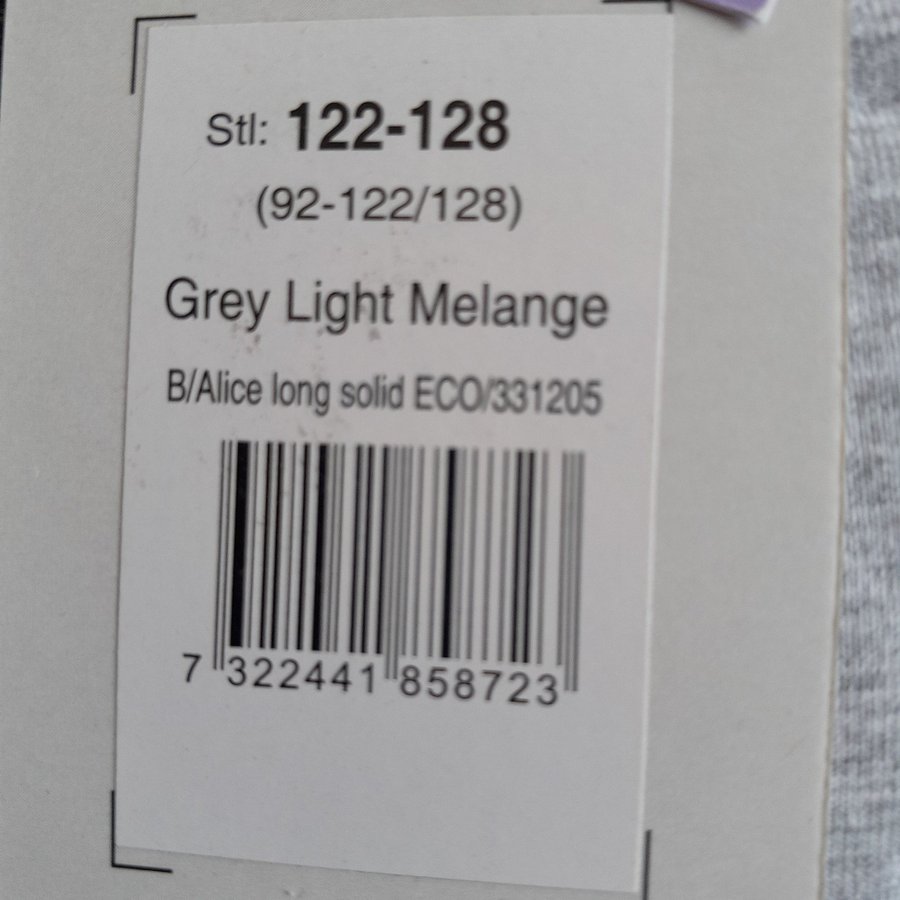 Stl: 122-128
(92-122/128)
Grey Light Melange
B/Alice long solid ECO/331205
7 322441 858723